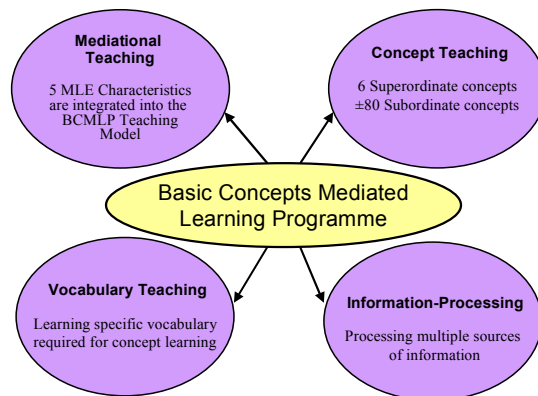 Mediational
Teaching
5 MLE Characteristics
are integrated into the
BCMLP Teaching
Model
Concept Teaching
6 Superordinate concepts
±80 Subordinate concepts
Basic Concepts Mediated
Learning Programme
Vocabulary Teaching
Learning specific vocabulary
required for concept learning
Information-Processing
Processing multiple sources
of information